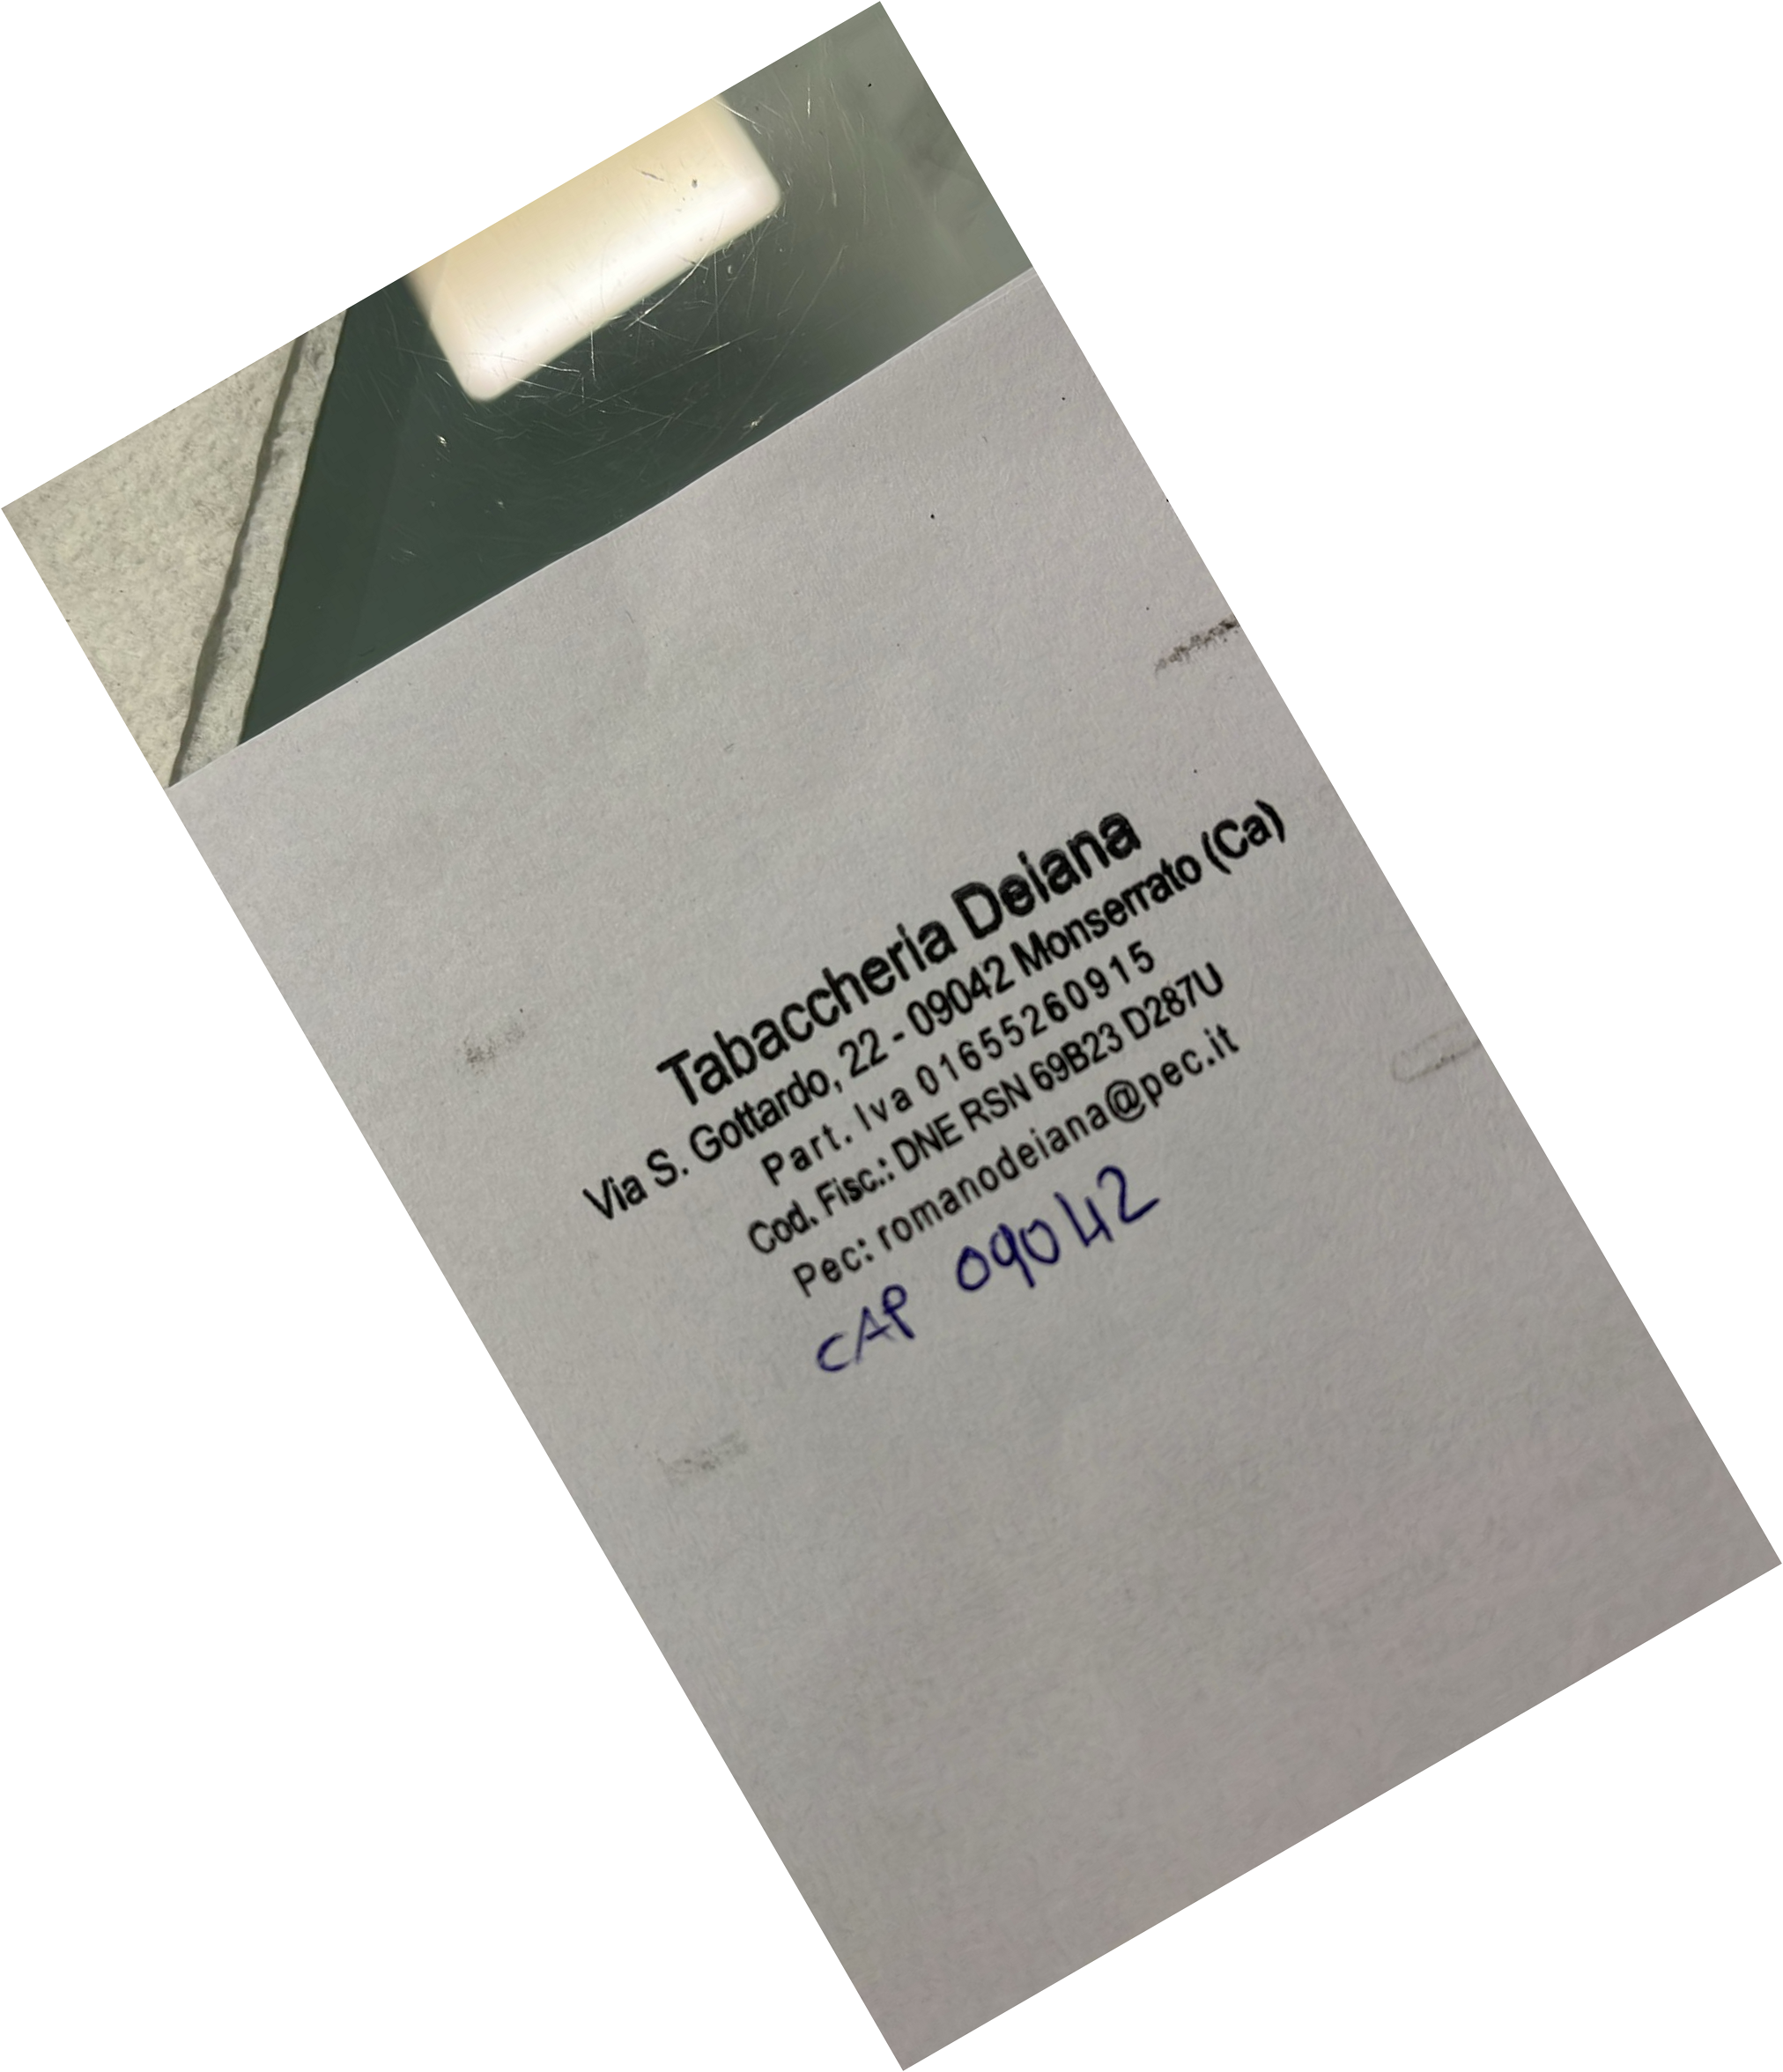 Tabaccheria Deiana
Via S. Gottardo, 22 - 09042 Monserrato (Ca)
Part. Iva 01655260915
Cod. Fisc.: DNE RSN 69B23 D287U
Pec: romanodeiana@pec.it
CAP 09042